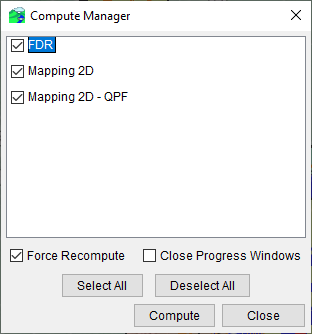 Compute Manager
FDR
Mapping 2D
Mapping 2D - QPF
Force Recompute Close Progress Windows
Select All Deselect All
Compute Close